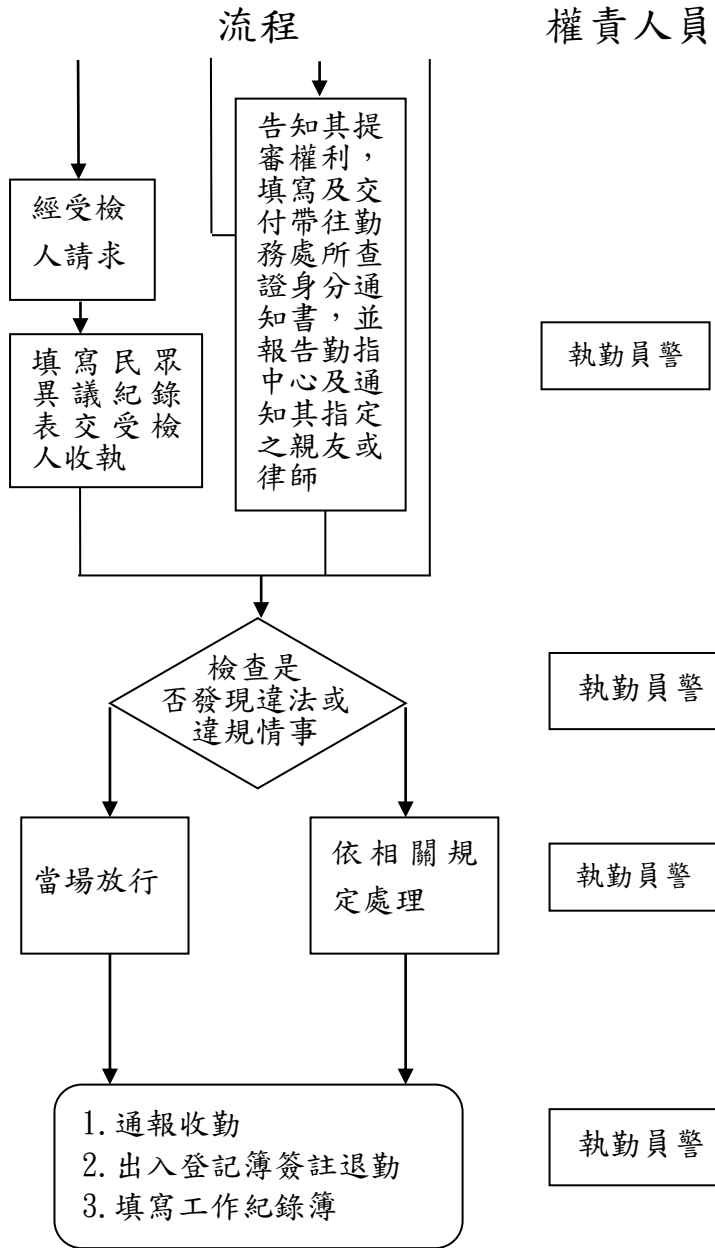 流程
權責人員
告知其提
審權利，
填寫及交
付帶往勤
務處所查
證身分通
知書，並
報告勤指
中心及通
知其指定
之親友或
律師
經受檢
人請求
填寫民眾
異議紀錄
表交受檢
人收執
執勤員警
檢查是
否發現違法或
違規情事
執勤員警
當場放行
依相關規
定處理
執勤員警
1.通報收勤
2.出入登記簿簽註退勤
3.填寫工作紀錄簿
執勤員警